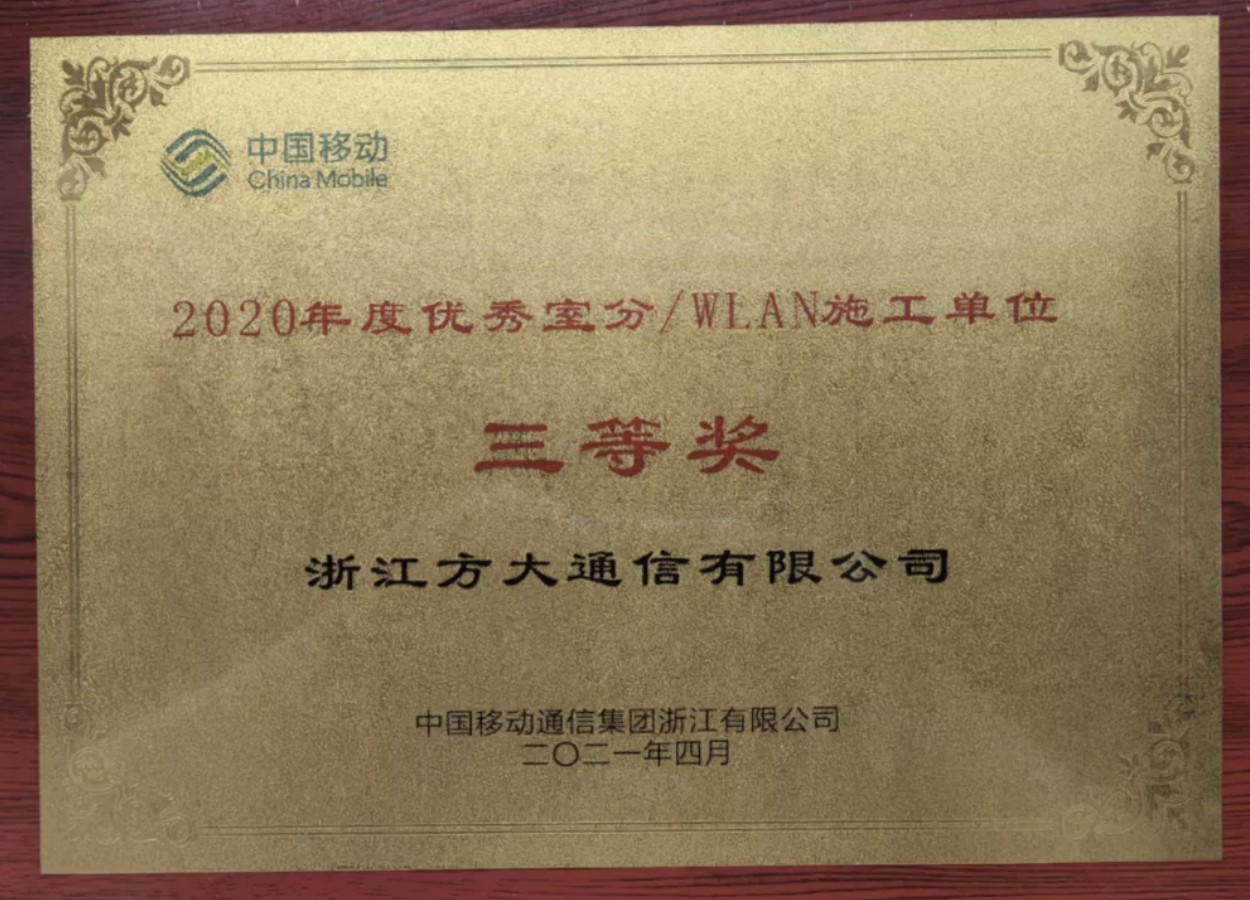 中国移动
China Mobile
2020年度优秀室分/WLAN施工单位
三等奖
浙江方大通信有限公司
中国移动通信集团浙江有限公司
二〇二一年四月